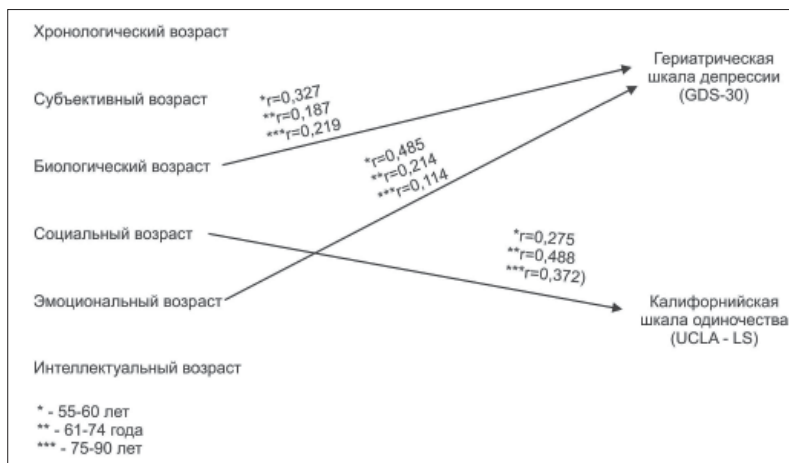 Хронологический возраст
Гериатрическая
шкала депрессии
(GDS-30)
Субъективный возраст
*r=0,327
**r=0,187
***r=0,219
Биологический возраст
*r=0,485
**r=0,214
***r=0,114
Социальный возраст
*r=0,275
**r=0,488
***r=0,372)
Эмоциональный возраст
Калифорнийская
шкала одиночества
(UCLA - LS)
Интеллектуальный возраст
* - 55-60 лет
** - 61-74 года
*** - 75-90 лет